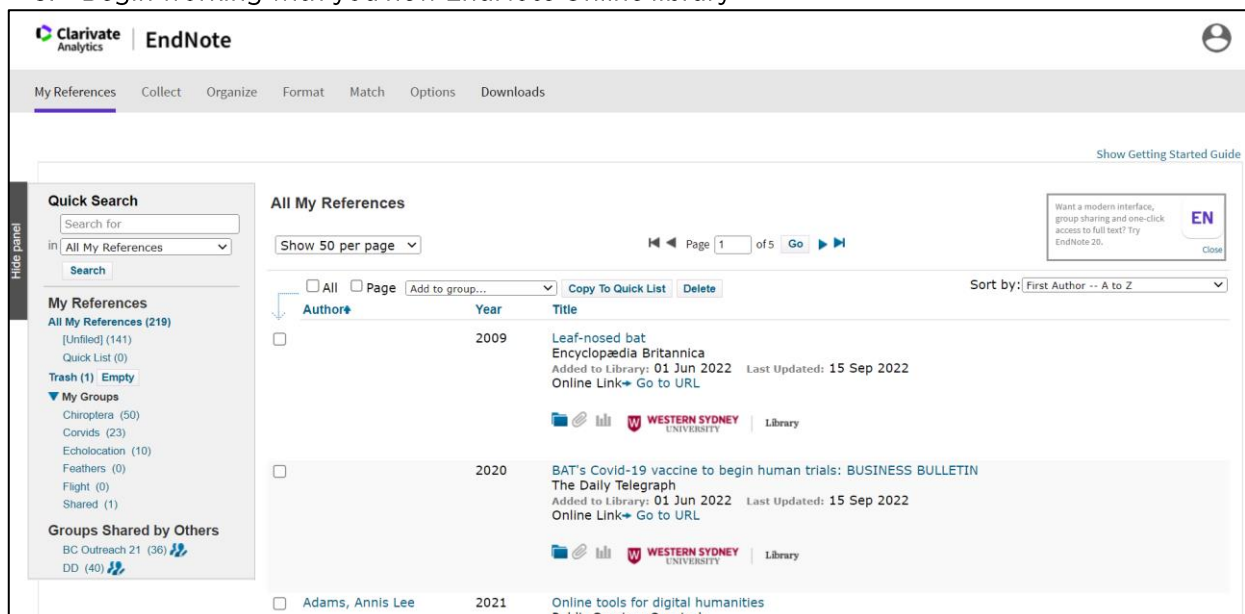 Clarivate
Analytics
EndNote
My References Collect Organize Format Match Options Downloads
Show Getting Started Guide
Hide panel
Quick Search
Search for
in All My References
Search
My References
All My References (219)
[Unfiled] (141)
Quick List (0)
Trash (1) Empty
My Groups
Chiroptera (50)
Corvids (23)
Echolocation (10)
Feathers (0)
Flight (0)
Shared (1)
Groups Shared by Others
BC Outreach 21 (36)
DD (40)
All My References
Show 50 per page
Page 1 of 5 Go
Want a modern interface,
group sharing and one-click
access to full text? Try
EndNote 20.
EN
Close
All Page Add to group... Copy To Quick List Delete
Sort by: First Author -- A to Z
Author Year Title
2009 Leaf-nosed bat
Encyclopædia Britannica
Added to Library: 01 Jun 2022 Last Updated: 15 Sep 2022
Online Link Go to URL
W WESTERN SYDNEY
UNIVERSITY
Library
2020 BAT's Covid-19 vaccine to begin human trials: BUSINESS BULLETIN
The Daily Telegraph
Added to Library: 01 Jun 2022 Last Updated: 15 Sep 2022
Online Link Go to URL
W WESTERN SYDNEY
UNIVERSITY
Library
Adams, Annis Lee 2021 Online tools for digital humanities